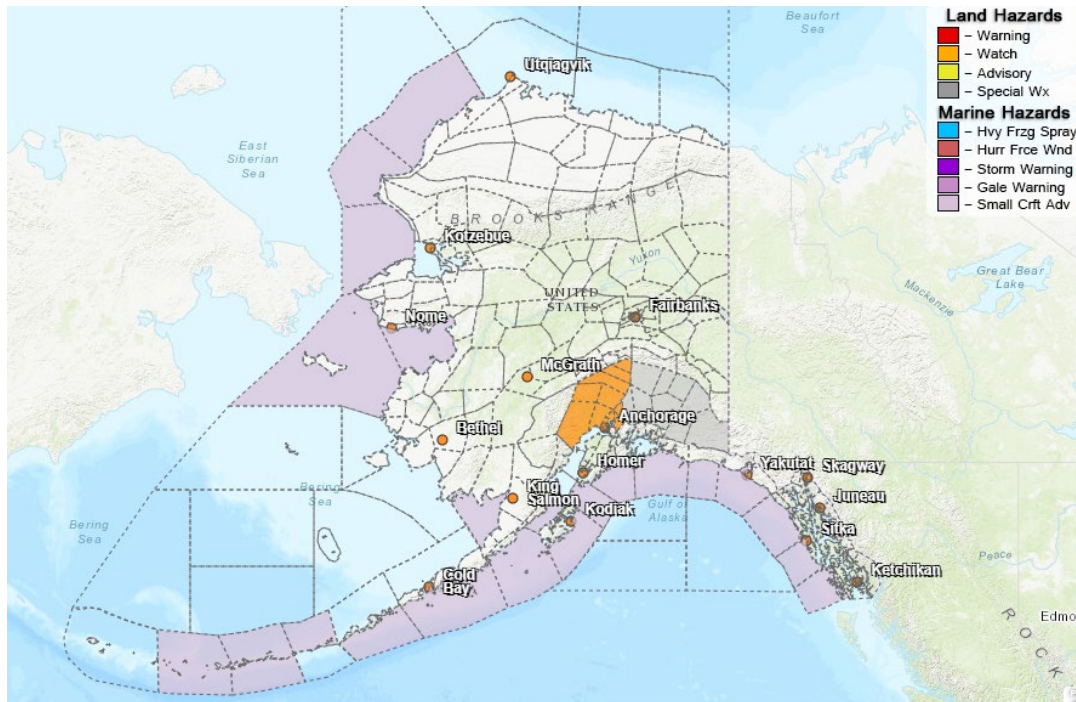 Land Hazards
– Warning
– Watch
– Advisory
– Special Wx
Marine Hazards
– Hvy Frzg Spray
– Hurr Frce Wnd
– Storm Warning
– Gale Warning
– Small Crft Adv
Beaufort
Sea
Utqiagvik
East
Siberian
Sea
BROOKS RANGE
Kotzebue
Yukon
Great Bear
Lake
UNITED
STATES
Mackenzie
Fairbanks
Nome
McGrath
Anchorage
Bethel
Homer
Yakutat
Skagway
King
Salmon
Bering
Sea
Kodiak
Gulf of
Alaska
Juneau
Bering
Sea
Sitka
Peace
Cold
Bay
Ketchikan
Edmo
ROCK